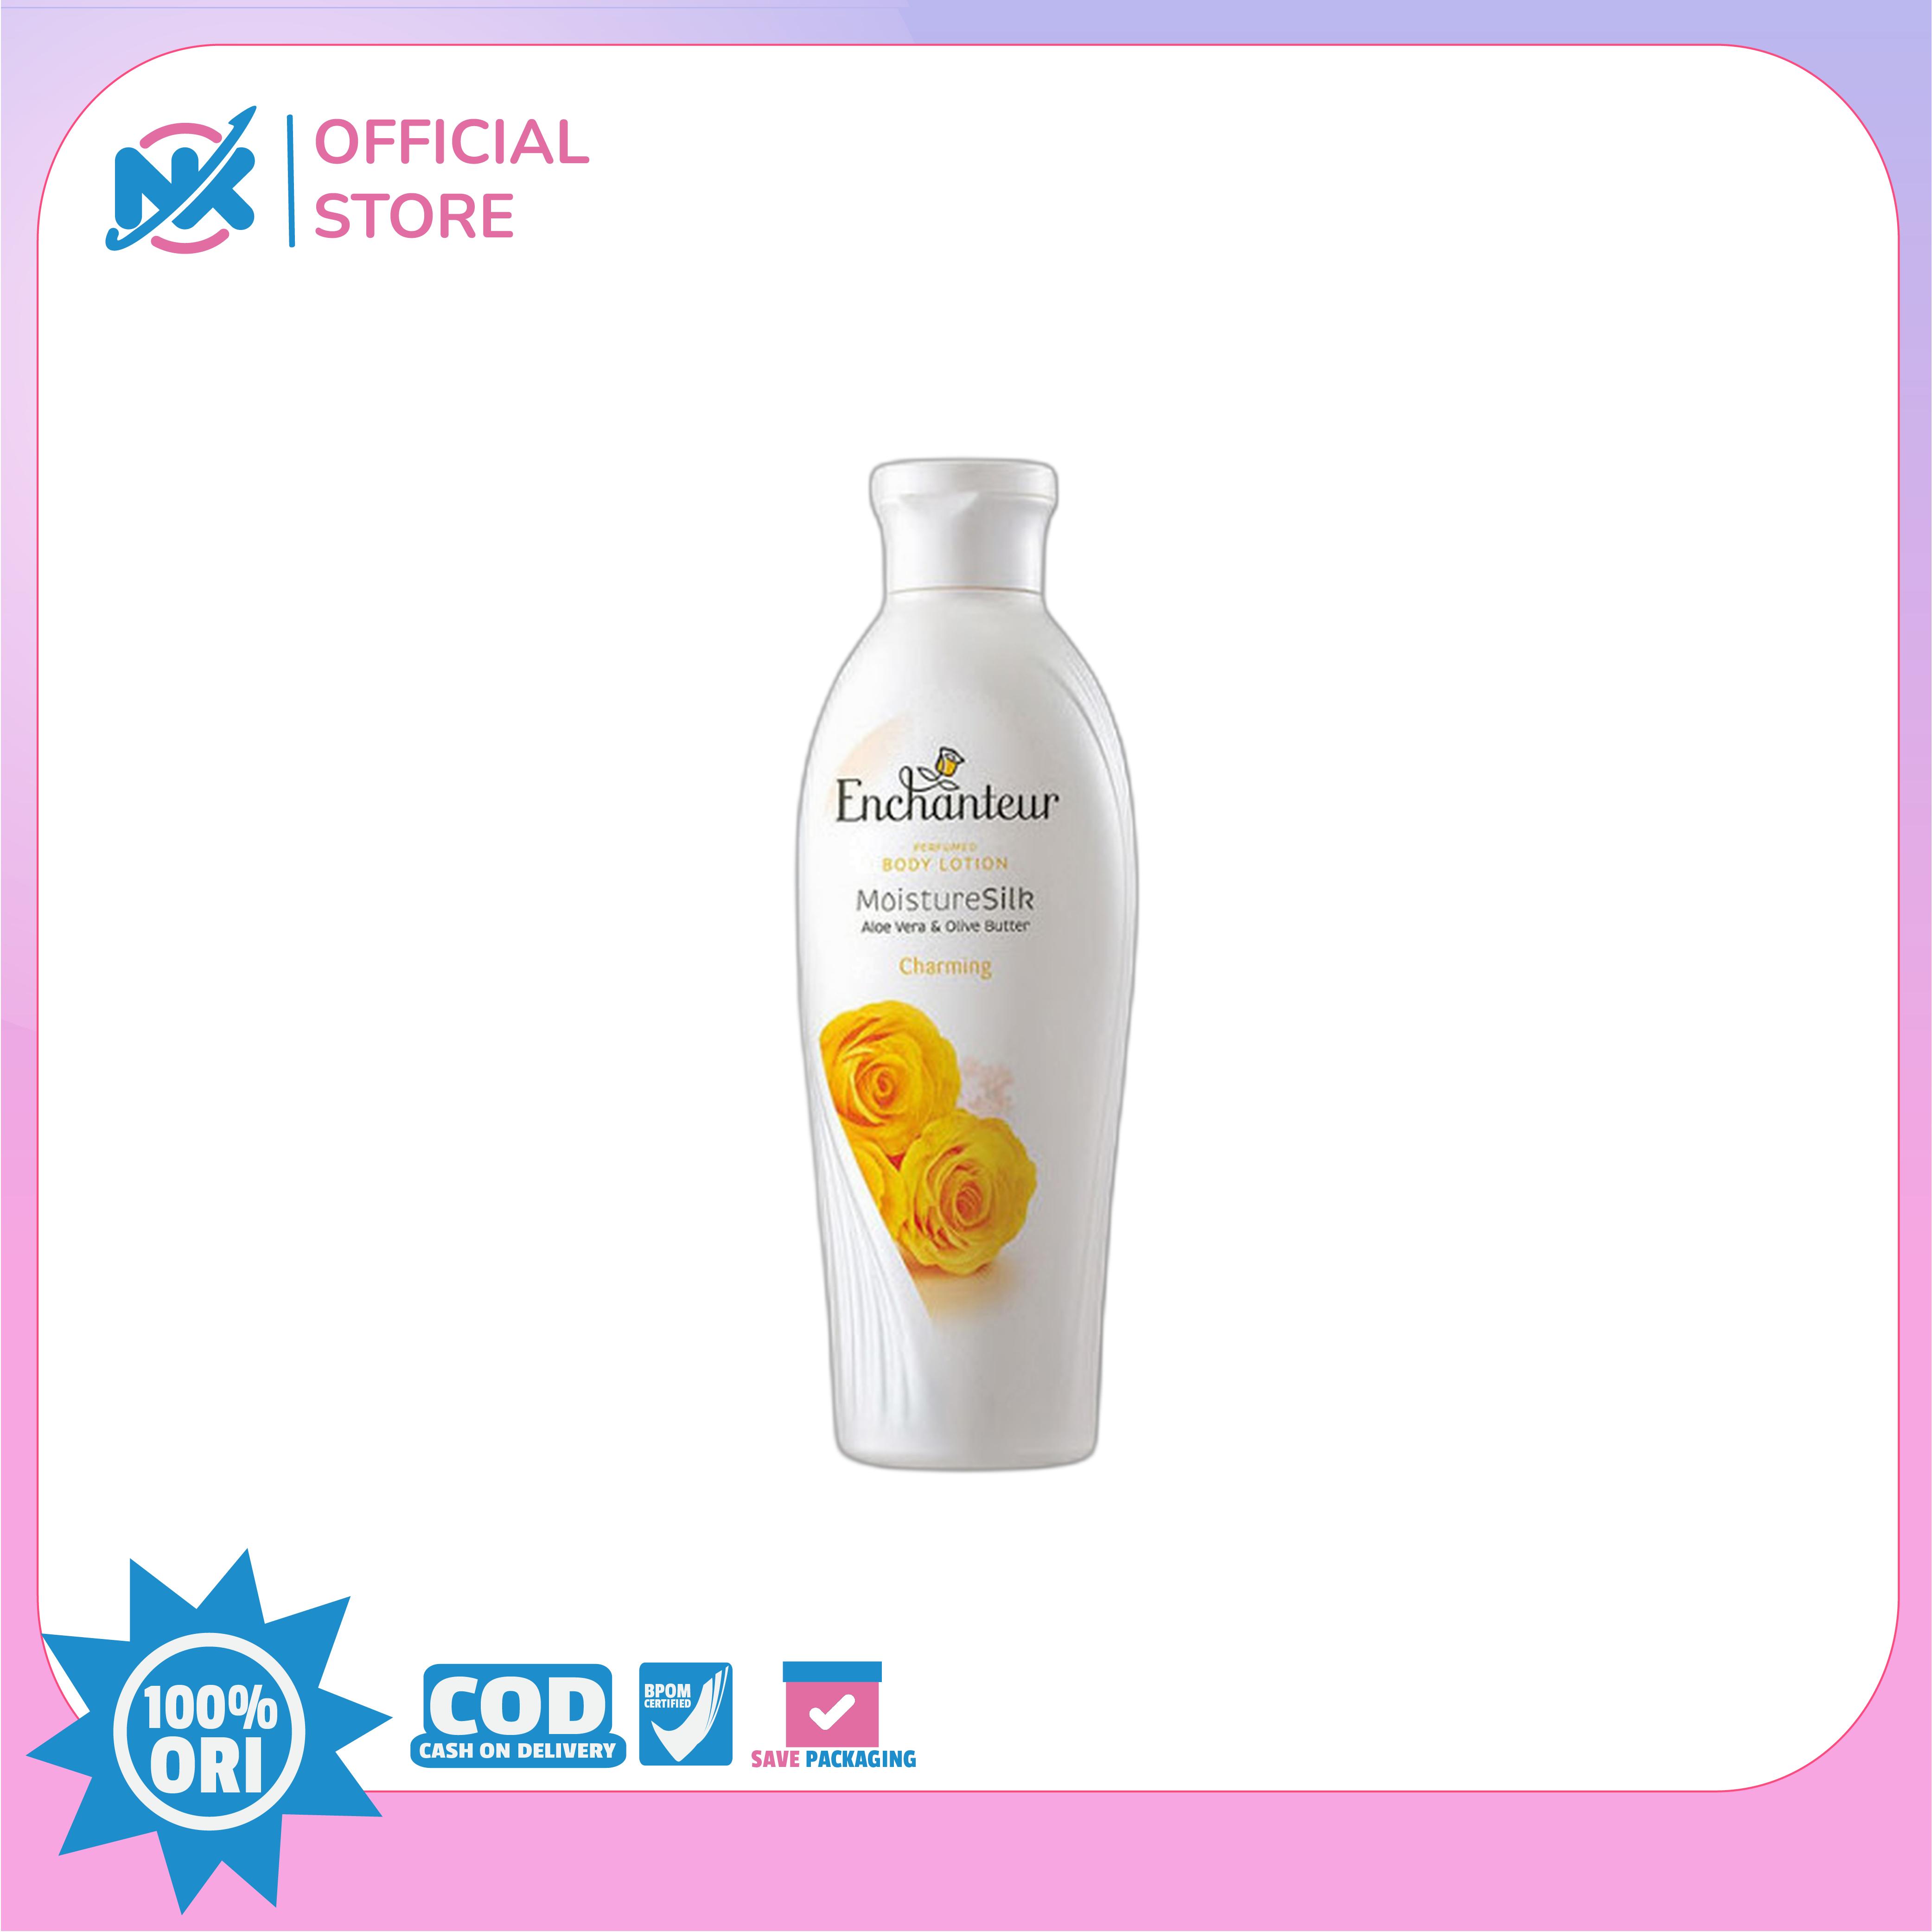 NK
OFFICIAL
STORE
Enchanteur
PERFUMED
BODY LOTION
MoistureSilk
Aloe Vera & Olive Butter
Charming
100%
ORI
COD
CASH ON DELIVERY
BPOM
CERTIFIED
SAVE PACKAGING